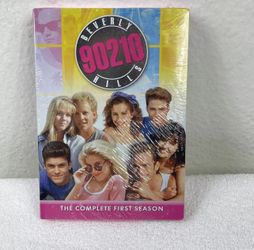 BEVERLY
90210
HILLS
THE COMPLETE FIRST SEASON